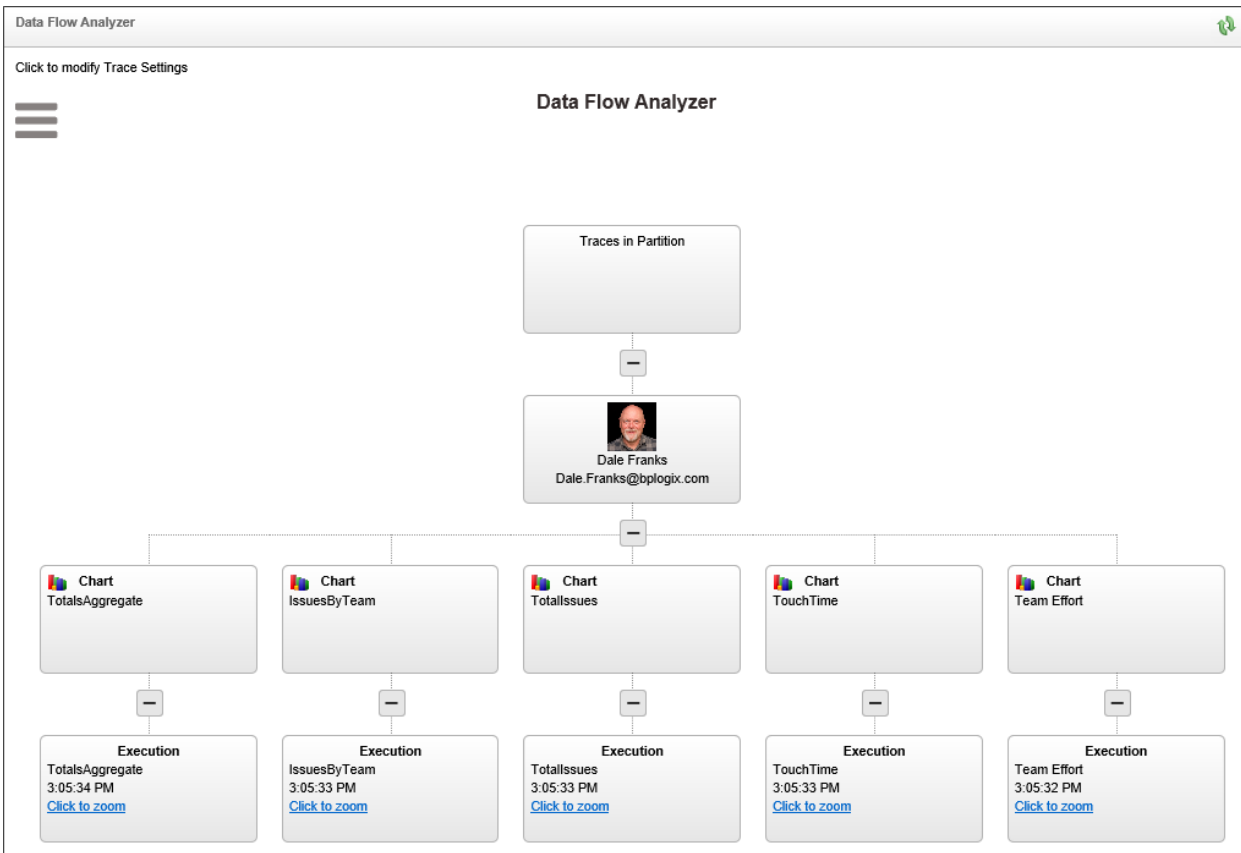 Data Flow Analyzer
Click to modify Trace Settings
Data Flow Analyzer
Traces in Partition
Dale Franks
Dale.Franks@bplogix.com
Chart
TotalsAggregate
Chart
IssuesByTeam
Chart
TotalIssues
Chart
TouchTime
Chart
Team Effort
Execution
TotalsAggregate
3:05:34 PM
Click to zoom
Execution
IssuesByTeam
3:05:33 PM
Click to zoom
Execution
TotalIssues
3:05:33 PM
Click to zoom
Execution
TouchTime
3:05:33 PM
Click to zoom
Execution
Team Effort
3:05:32 PM
Click to zoom